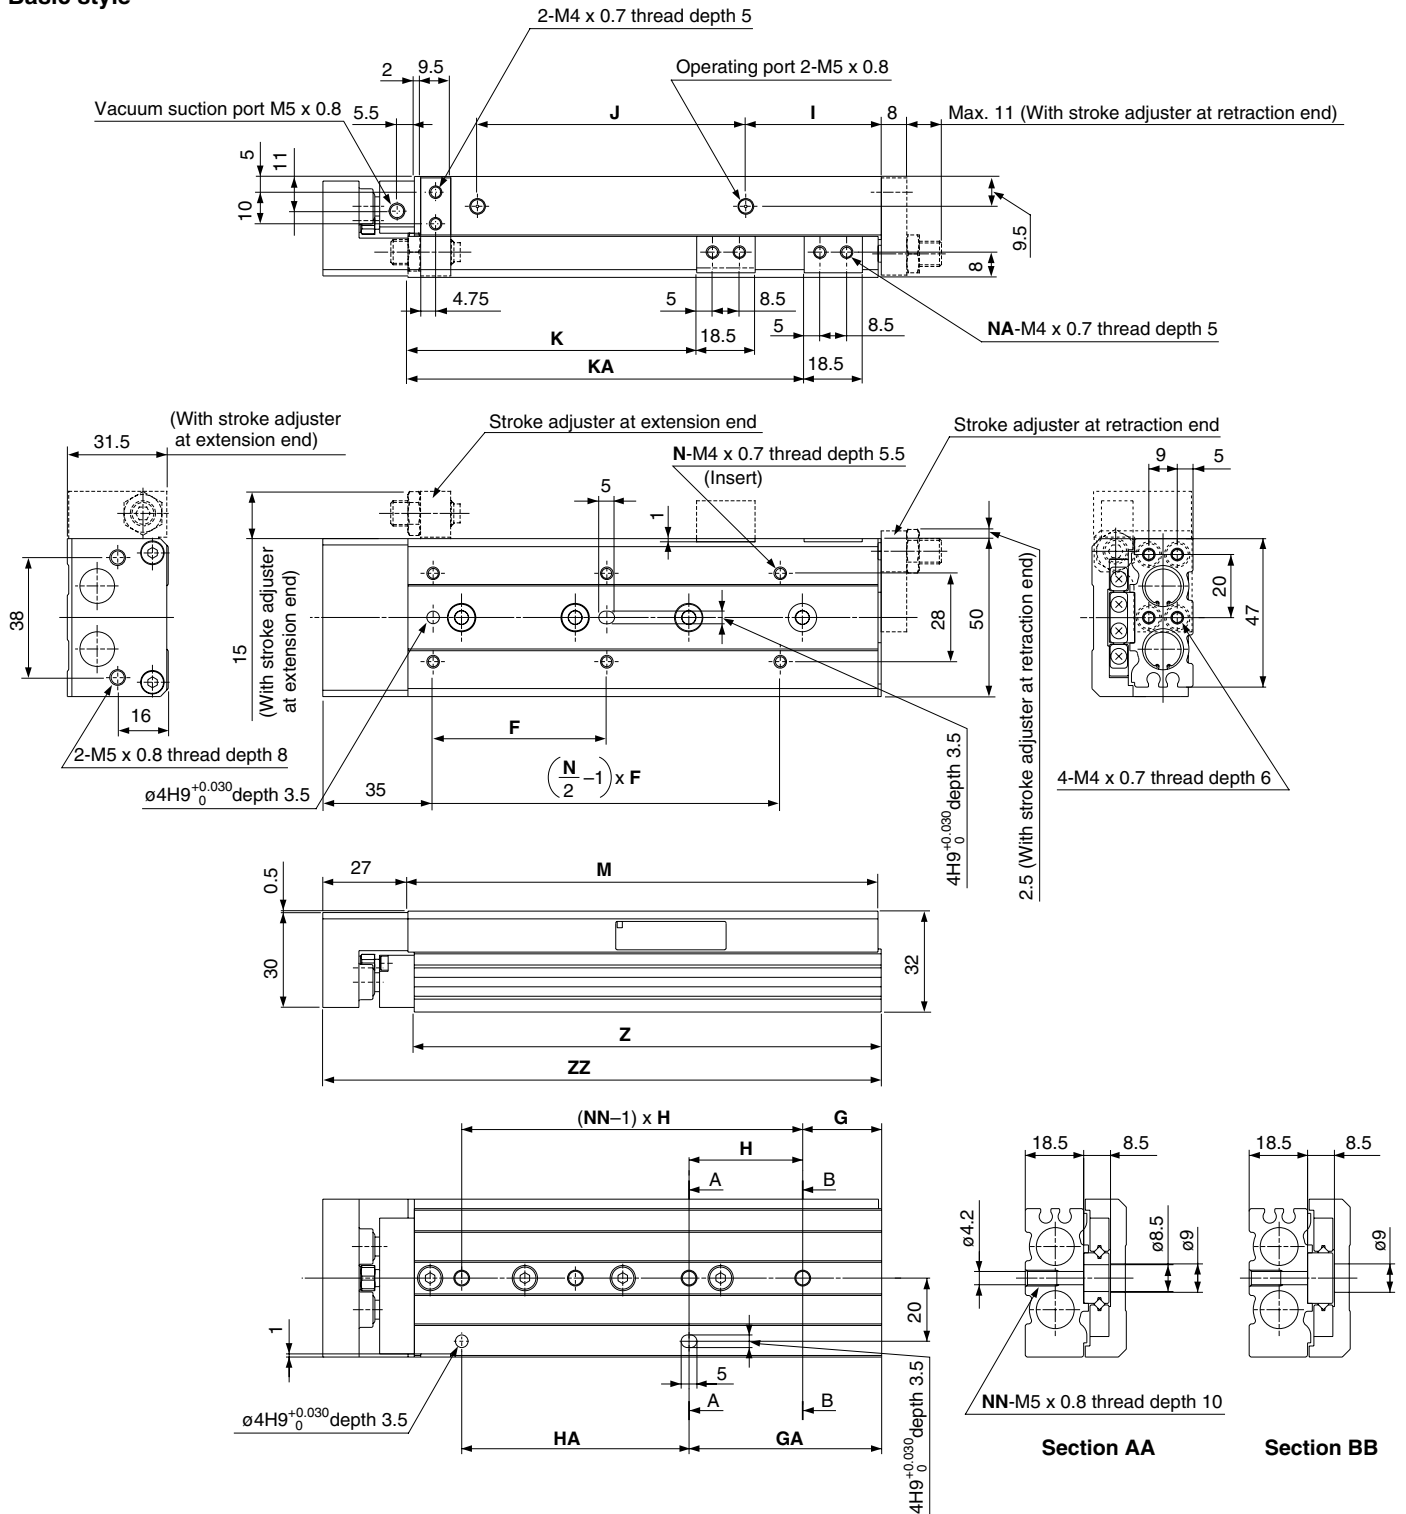 Basic style
2-M4 x 0.7 thread depth 5
2 9.5
Operating port 2-M5 x 0.8
Vacuum suction port M5 x 0.8
5.5
J
I
8
Max. 11 (With stroke adjuster at retraction end)
5
11
10
9.5
8
4.75
5
8.5
5
8.5
K
18.5
NA-M4 x 0.7 thread depth 5
KA
18.5
(With stroke adjuster
at extension end)
31.5
Stroke adjuster at extension end
Stroke adjuster at retraction end
N-M4 x 0.7 thread depth 5.5
(Insert)
5
1
9
5
38
15
(With stroke adjuster
at extension end)
28
50
20
47
16
2-M5 x 0.8 thread depth 8
F
(N/2 –1) x F
ø4H9 +0.030 0 depth 3.5
35
4H9 +0.030 0 depth 3.5
2.5 (With stroke adjuster at retraction end)
4-M4 x 0.7 thread depth 6
0.5
27
M
30
32
Z
ZZ
(NN–1) x H
G
H
A
B
18.5
8.5
18.5
8.5
ø4.2
ø8.5
ø9
ø9
20
1
5
A
B
ø4H9 +0.030 0 depth 3.5
HA
GA
4H9 +0.030 0 depth 3.5
NN-M5 x 0.8 thread depth 10
Section AA
Section BB